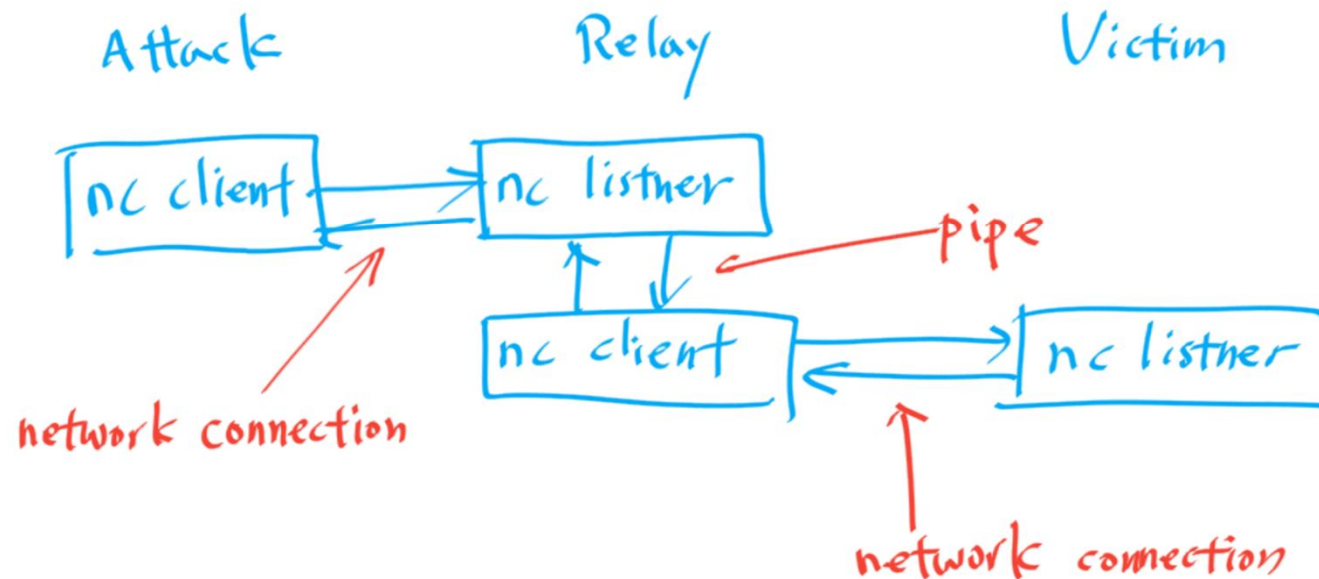 Attack
Relay
Victim
nc client
nc listner
pipe
nc client
nc listner
network connection
network connection